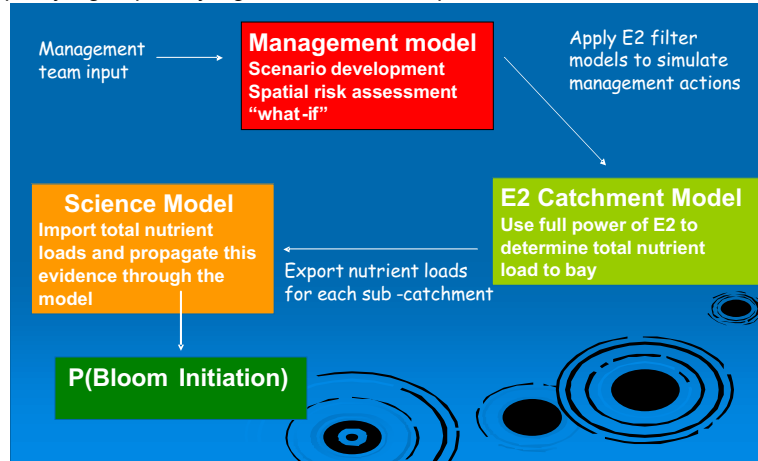 Management
team input
Management model
Scenario development
Spatial risk assessment
“what-if”
Apply E2 filter
models to simulate
management actions
E2 Catchment Model
Use full power of E2 to
determine total nutrient
load to bay
Export nutrient loads
for each sub -catchment
Science Model
Import total nutrient
loads and propagate this
evidence through the
model
P(Bloom Initiation)